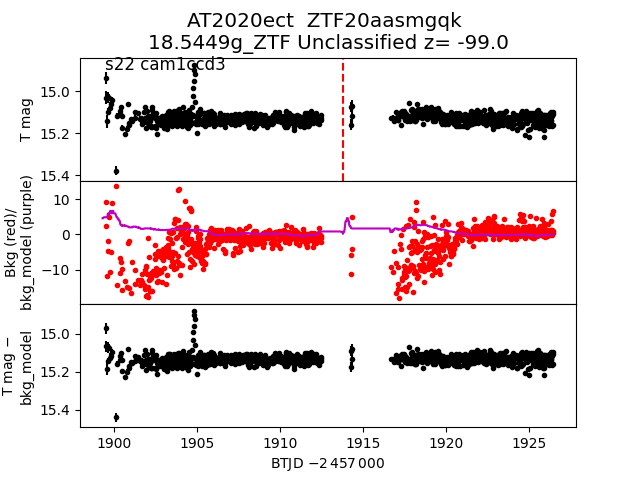 AT2020ect  ZTF20aasmgqk
18.5449g_ZTF Unclassified z= -99.0
s22 cam1ccd3
T mag
15.0
15.2
15.4
Bkg (red)/
bkg_model (purple)
10
0
−10
T mag −
bkg_model
15.0
15.2
15.4
1900
1905
1910
1915
1920
1925
BTJD −2 457 000